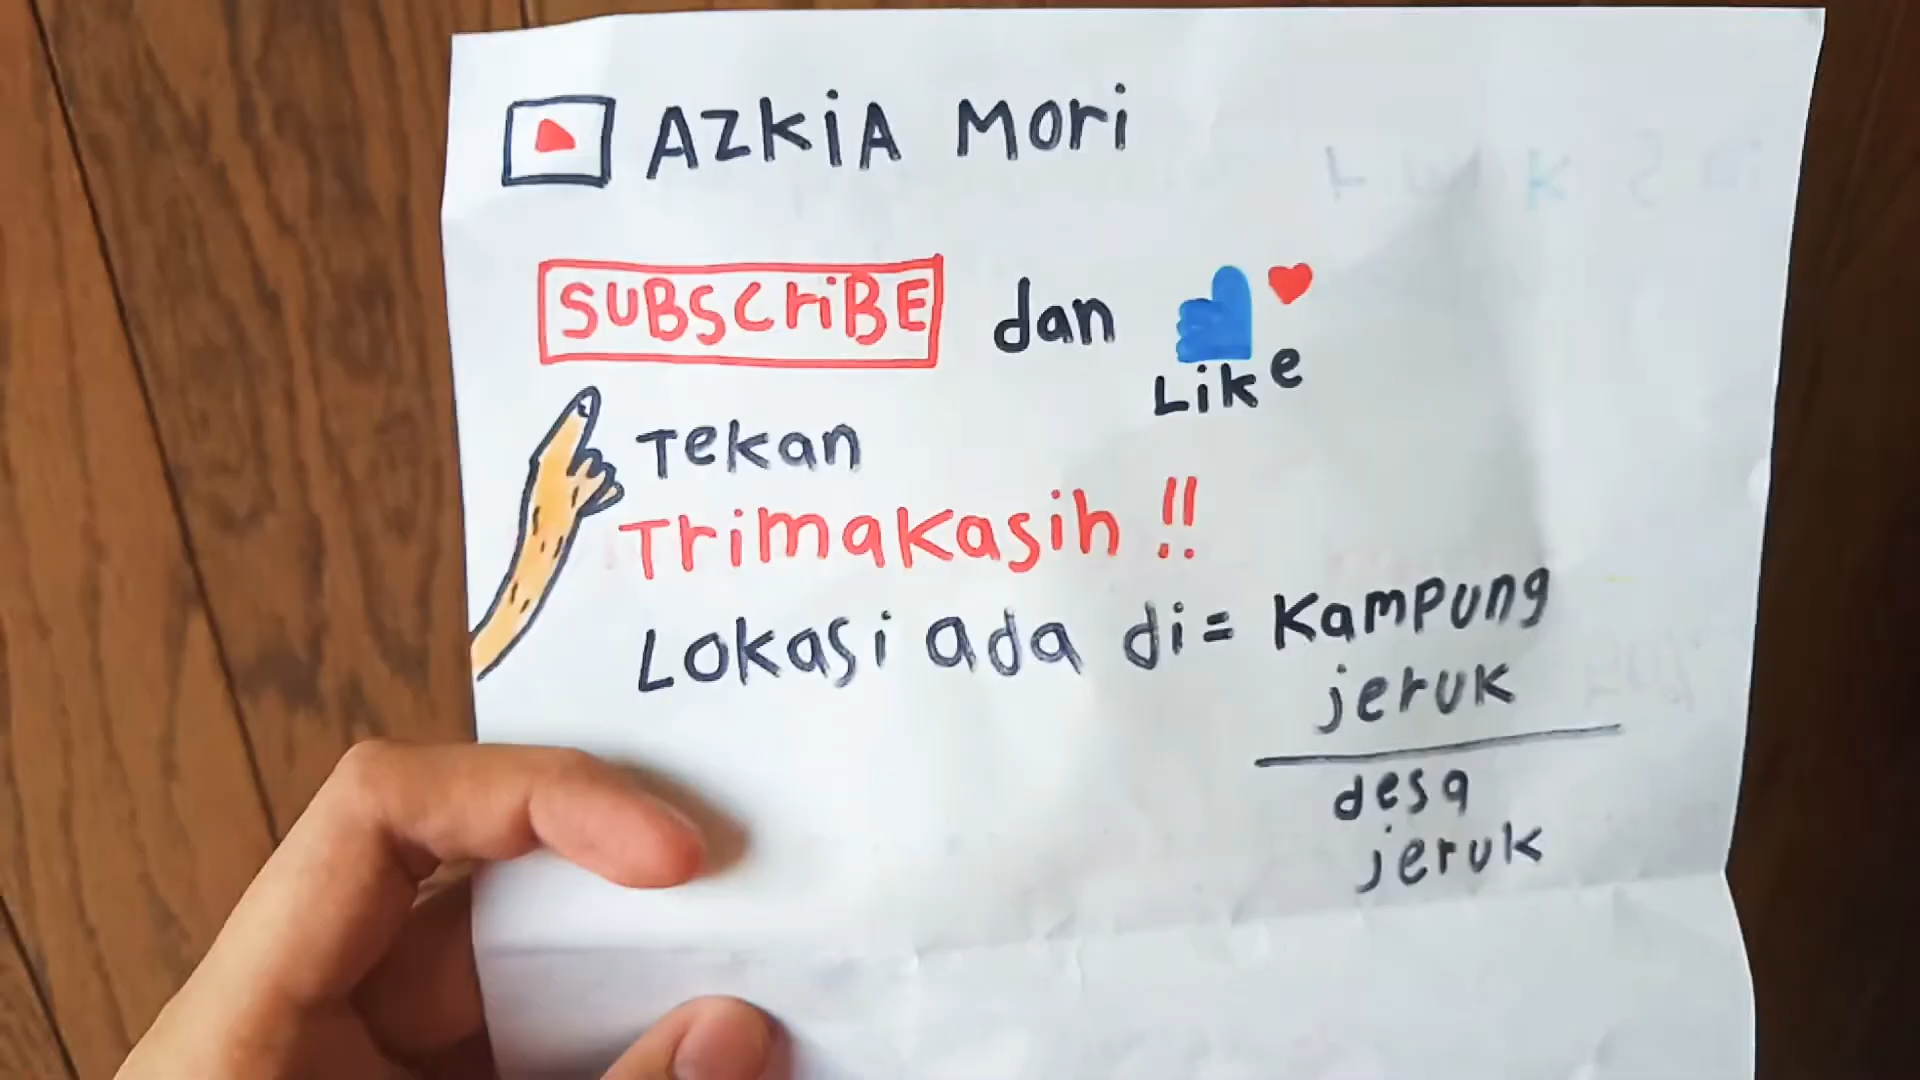 AZKiA Mori
SUBSCriBE dan
Like
Tekan
Trimakasih !!
Lokasi ada di= Kampung
jeruk
desa
jeruk